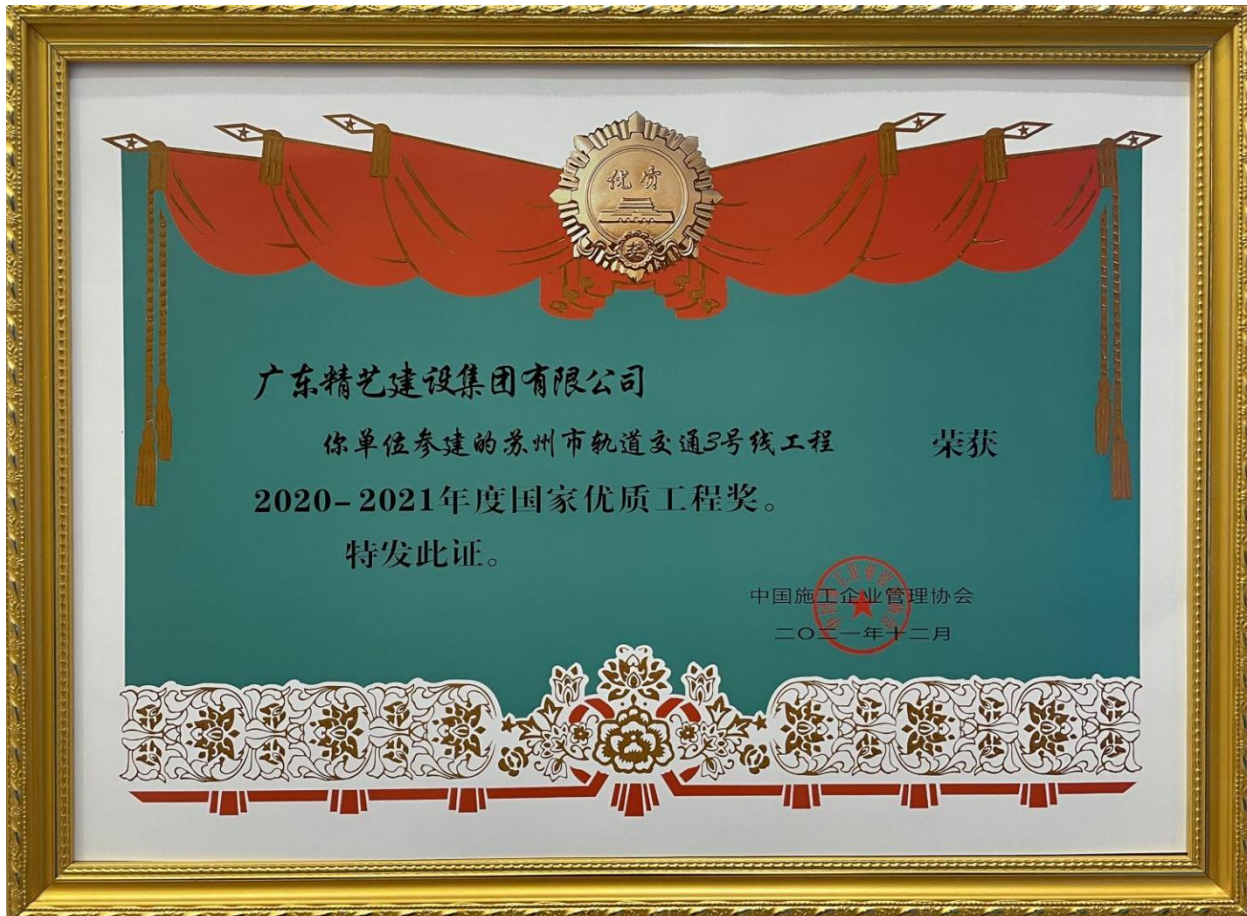 优质
奖
广东精艺建设集团有限公司
你单位参建的苏州市轨道交通3号线工程 荣获
2020-2021年度国家优质工程奖。
特发此证。
中国施工企业管理协会
二〇二一年十二月